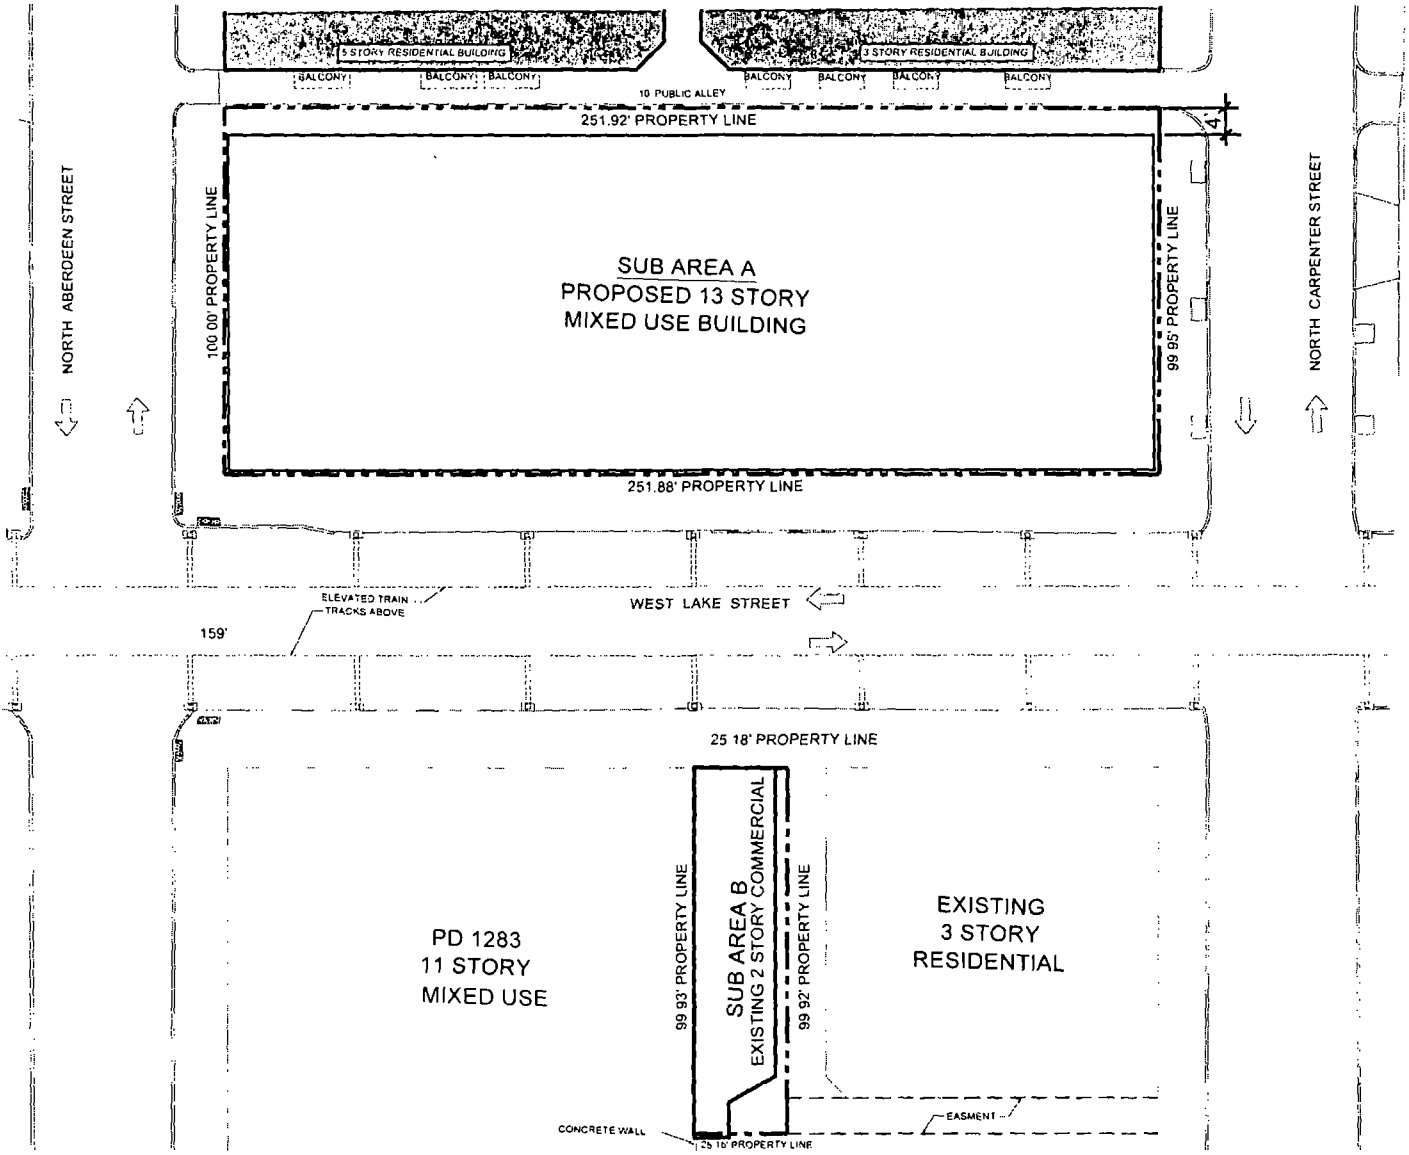 5 STORY RESIDENTIAL BUILDING
3 STORY RESIDENTIAL BUILDING
BALCONY
BALCONY
BALCONY
BALCONY
BALCONY
BALCONY
BALCONY
10 PUBLIC ALLEY
251.92' PROPERTY LINE
4'
NORTH ABERDEEN STREET
100 00' PROPERTY LINE
SUB AREA A
PROPOSED 13 STORY
MIXED USE BUILDING
99 95' PROPERTY LINE
NORTH CARPENTER STREET
251.88' PROPERTY LINE
ELEVATED TRAIN
TRACKS ABOVE
WEST LAKE STREET
159'
25 18' PROPERTY LINE
PD 1283
11 STORY
MIXED USE
99 93' PROPERTY LINE
SUB AREA B
EXISTING 2 STORY COMMERCIAL
99 92' PROPERTY LINE
EXISTING
3 STORY
RESIDENTIAL
EASMENT
CONCRETE WALL
25 16' PROPERTY LINE